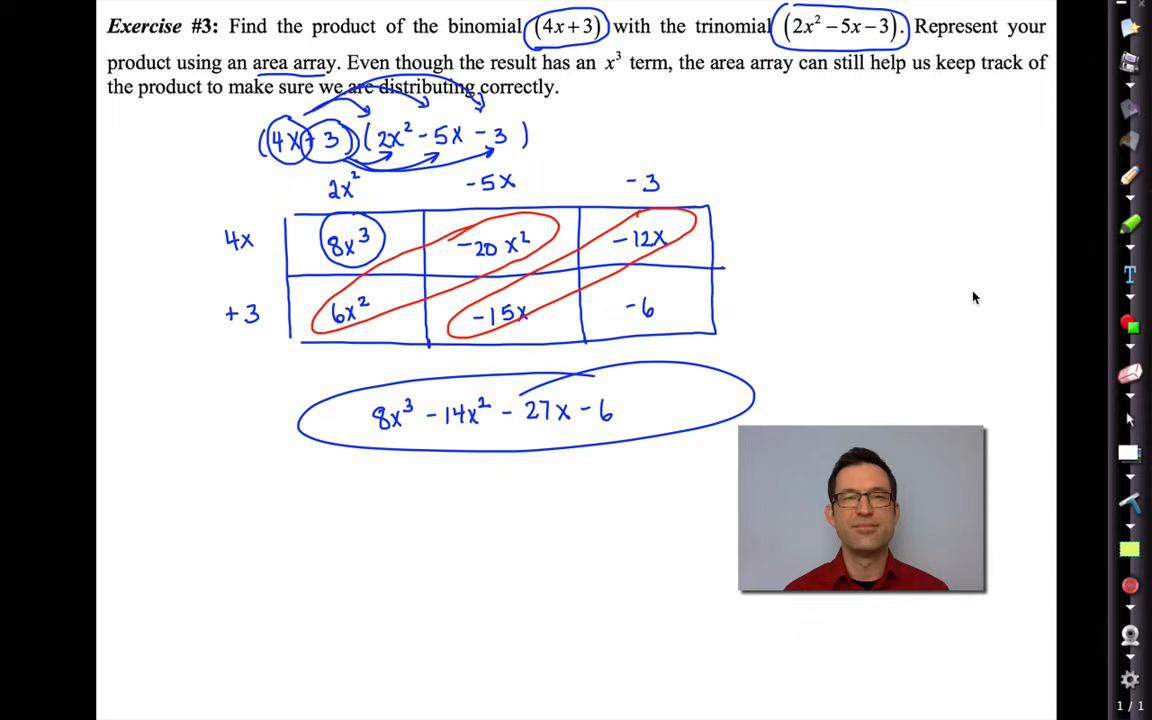 Exercise #3: Find the product of the binomial (4x+3) with the trinomial (2x² −5x−3). Represent your
product using an area array. Even though the result has an x³ term, the area array can still help us keep track of
the product to make sure we are distributing correctly.
(4x+3)(2x² -5x -3)
2x² -5x -3
4x 8x³ -20x² -12x
+3 6x² -15x -6
8x³ -14x² - 27x -6
T
1 / 1